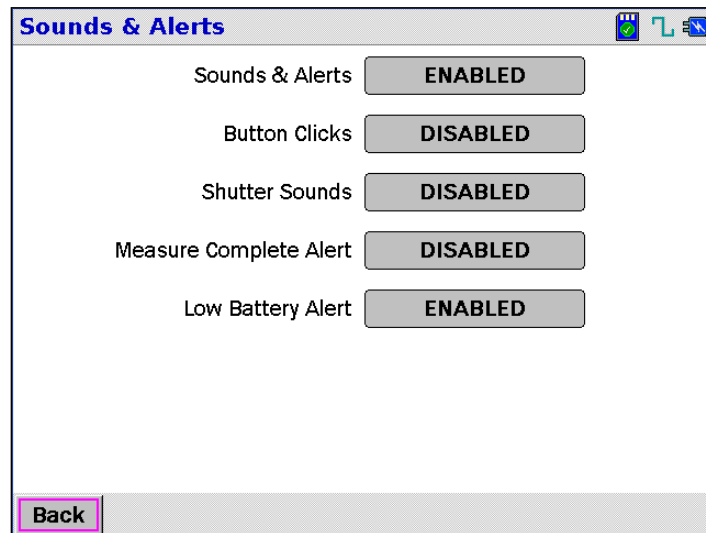 Sounds & Alerts
Sounds & Alerts ENABLED
Button Clicks DISABLED
Shutter Sounds DISABLED
Measure Complete Alert DISABLED
Low Battery Alert ENABLED
Back